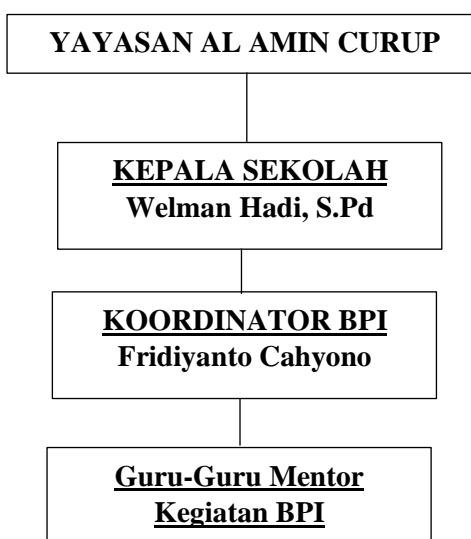 YAYASAN AL AMIN CURUP
KEPALA SEKOLAH
Welman Hadi, S.Pd
KOORDINATOR BPI
Fridiyanto Cahyono
Guru-Guru Mentor
Kegiatan BPI